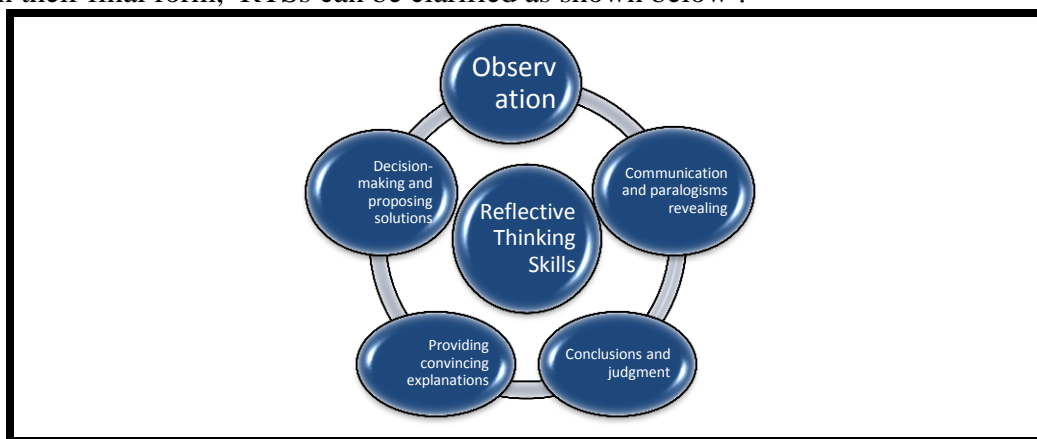 their final form, RTSs can be clarified as shown below :
Observ
ation
Communication
and paralogisms
revealing
Conclusions and
judgment
Providing
convincing
explanations
Decision-
making and
proposing
solutions
Reflective
Thinking
Skills